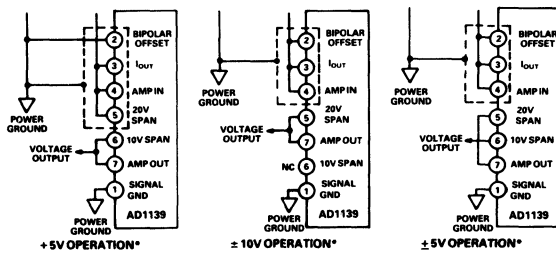 2
BIPOLAR
OFFSET
3
IOUT
4
AMP IN
5
20V
SPAN
6
10V SPAN
VOLTAGE
OUTPUT
7
AMP OUT
1
SIGNAL
GND
POWER
GROUND
POWER
GROUND
AD1139
+5V OPERATION*
2
BIPOLAR
OFFSET
3
IOUT
4
AMP IN
POWER
GROUND
5
20V
SPAN
VOLTAGE
OUTPUT
7
AMP OUT
NC
6
10V SPAN
1
SIGNAL
GND
POWER
GROUND
AD1139
± 10V OPERATION*
2
BIPOLAR
OFFSET
3
IOUT
4
AMP IN
POWER
GROUND
5
20V
SPAN
VOLTAGE
OUTPUT
6
10V SPAN
7
AMP OUT
1
SIGNAL
GND
POWER
GROUND
AD1139
±5V OPERATION*